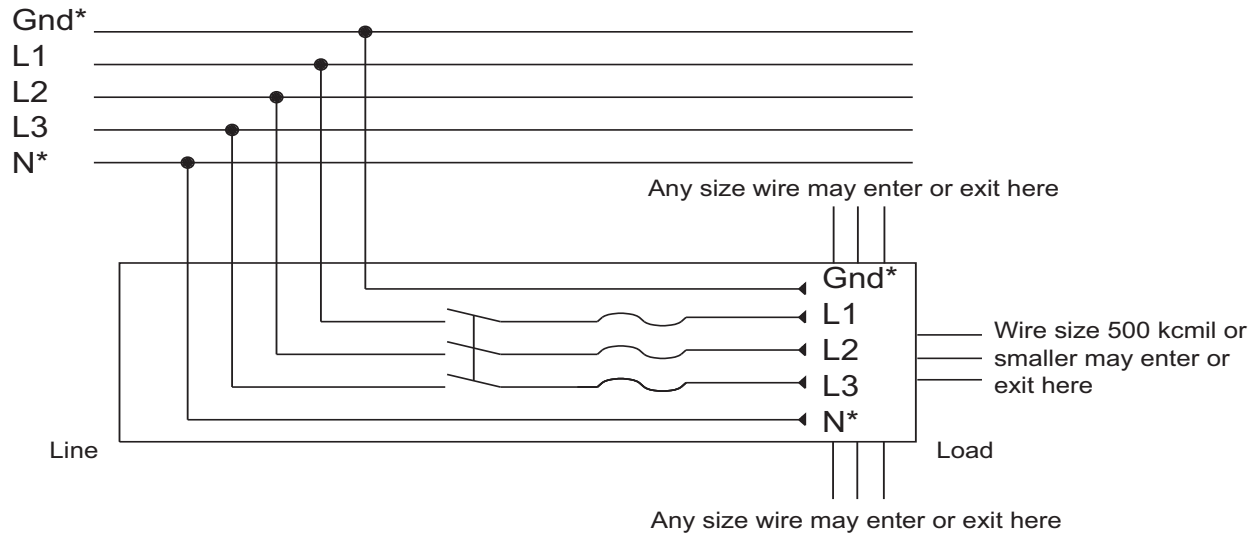 Gnd*
L1
L2
L3
N*
Any size wire may enter or exit here
Gnd*
L1
L2
L3
N*
Wire size 500 kcmil or
smaller may enter or
exit here
Line
Load
Any size wire may enter or exit here